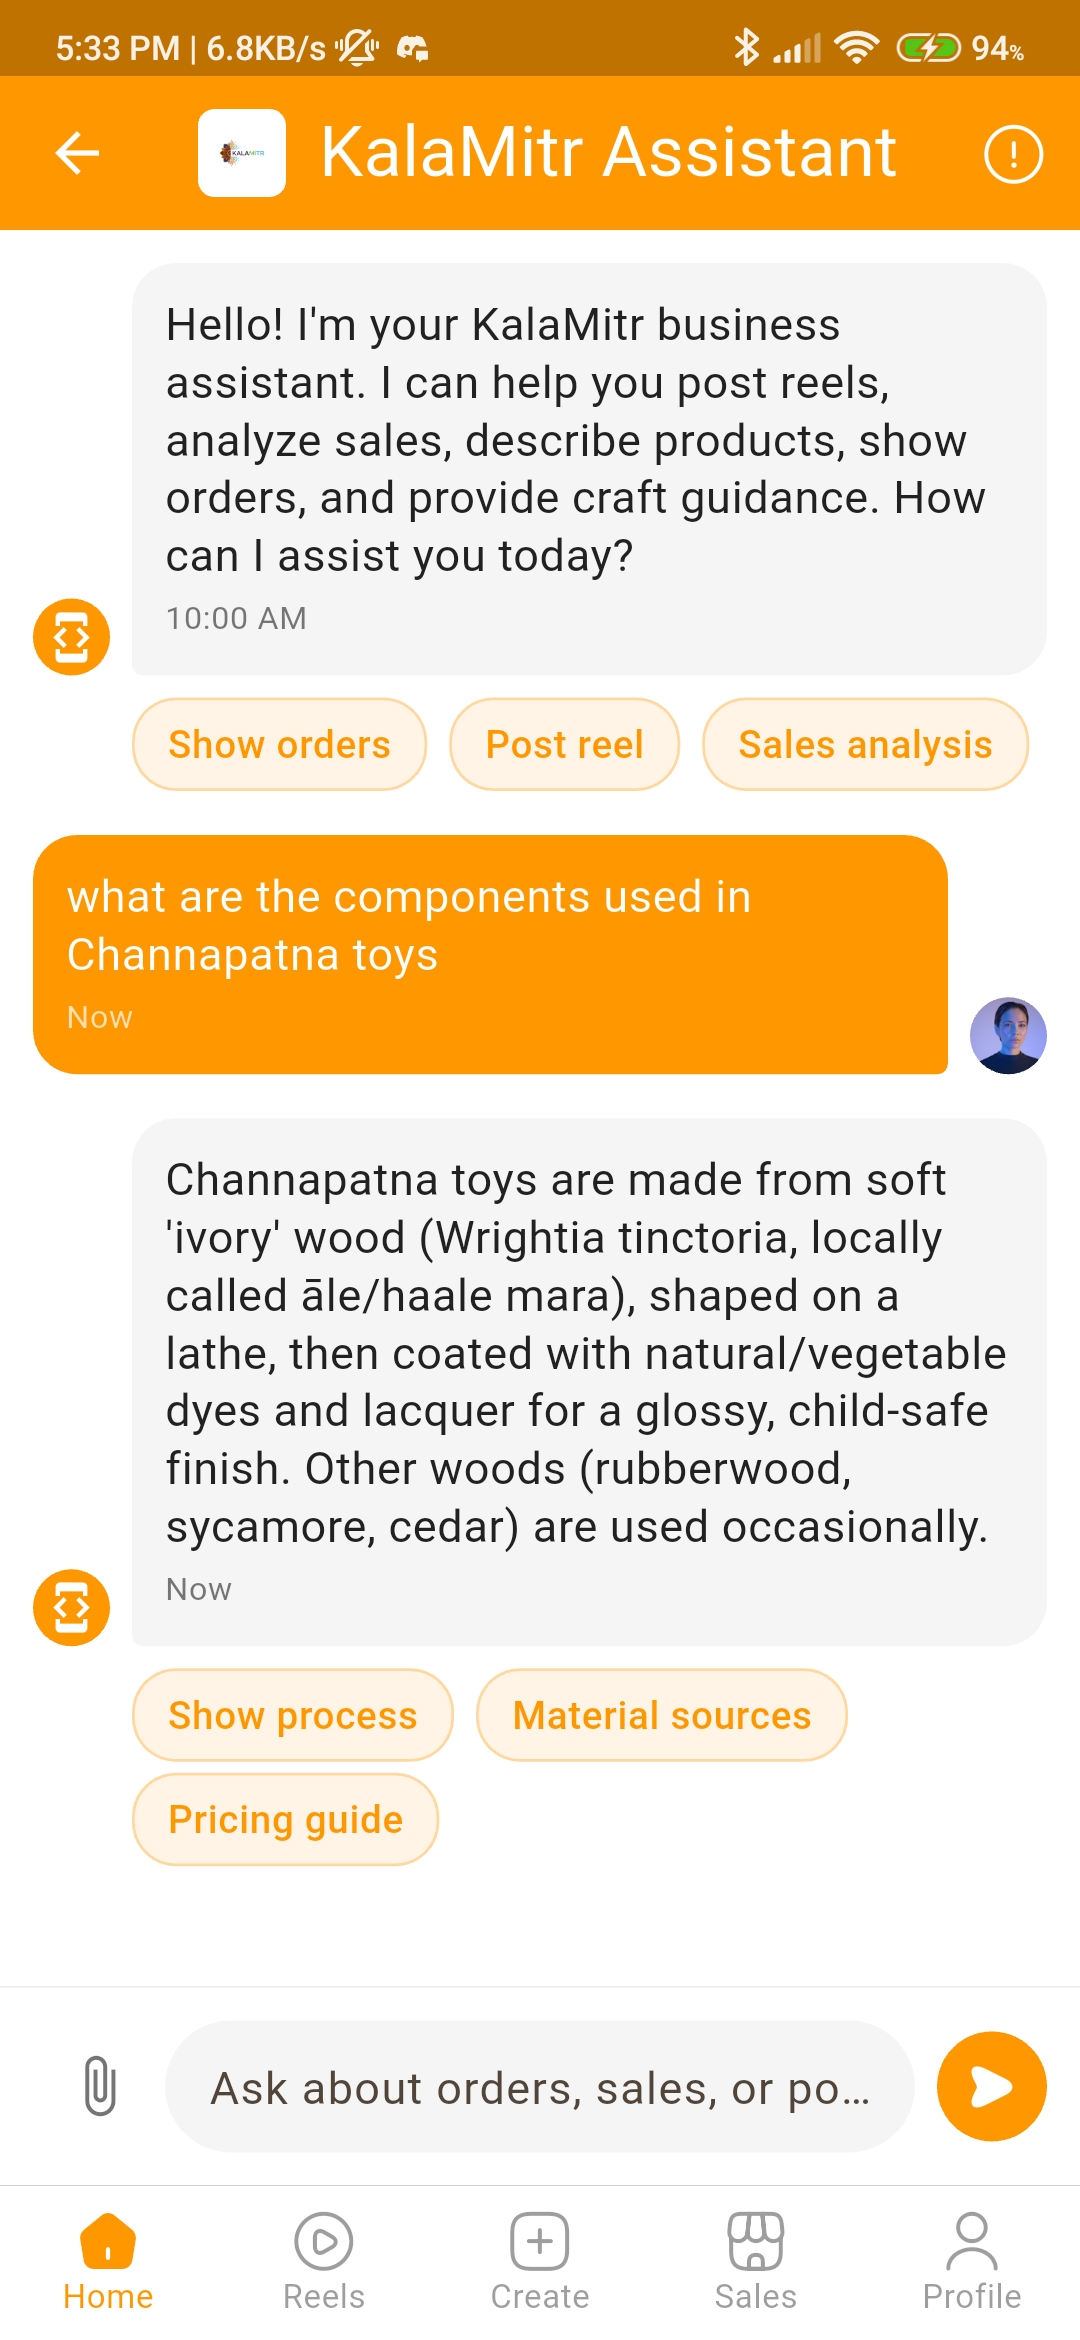 5:33 PM | 6.8KB/s
94%
KALAMITR
KalaMitr Assistant
Hello! I'm your KalaMitr business
assistant. I can help you post reels,
analyze sales, describe products, show
orders, and provide craft guidance. How
can I assist you today?
10:00 AM
Show orders
Post reel
Sales analysis
what are the components used in
Channapatna toys
Now
Channapatna toys are made from soft
'ivory' wood (Wrightia tinctoria, locally
called āle/haale mara), shaped on a
lathe, then coated with natural/vegetable
dyes and lacquer for a glossy, child-safe
finish. Other woods (rubberwood,
sycamore, cedar) are used occasionally.
Now
Show process
Material sources
Pricing guide
Ask about orders, sales, or po...
Home
Reels
Create
Sales
Profile